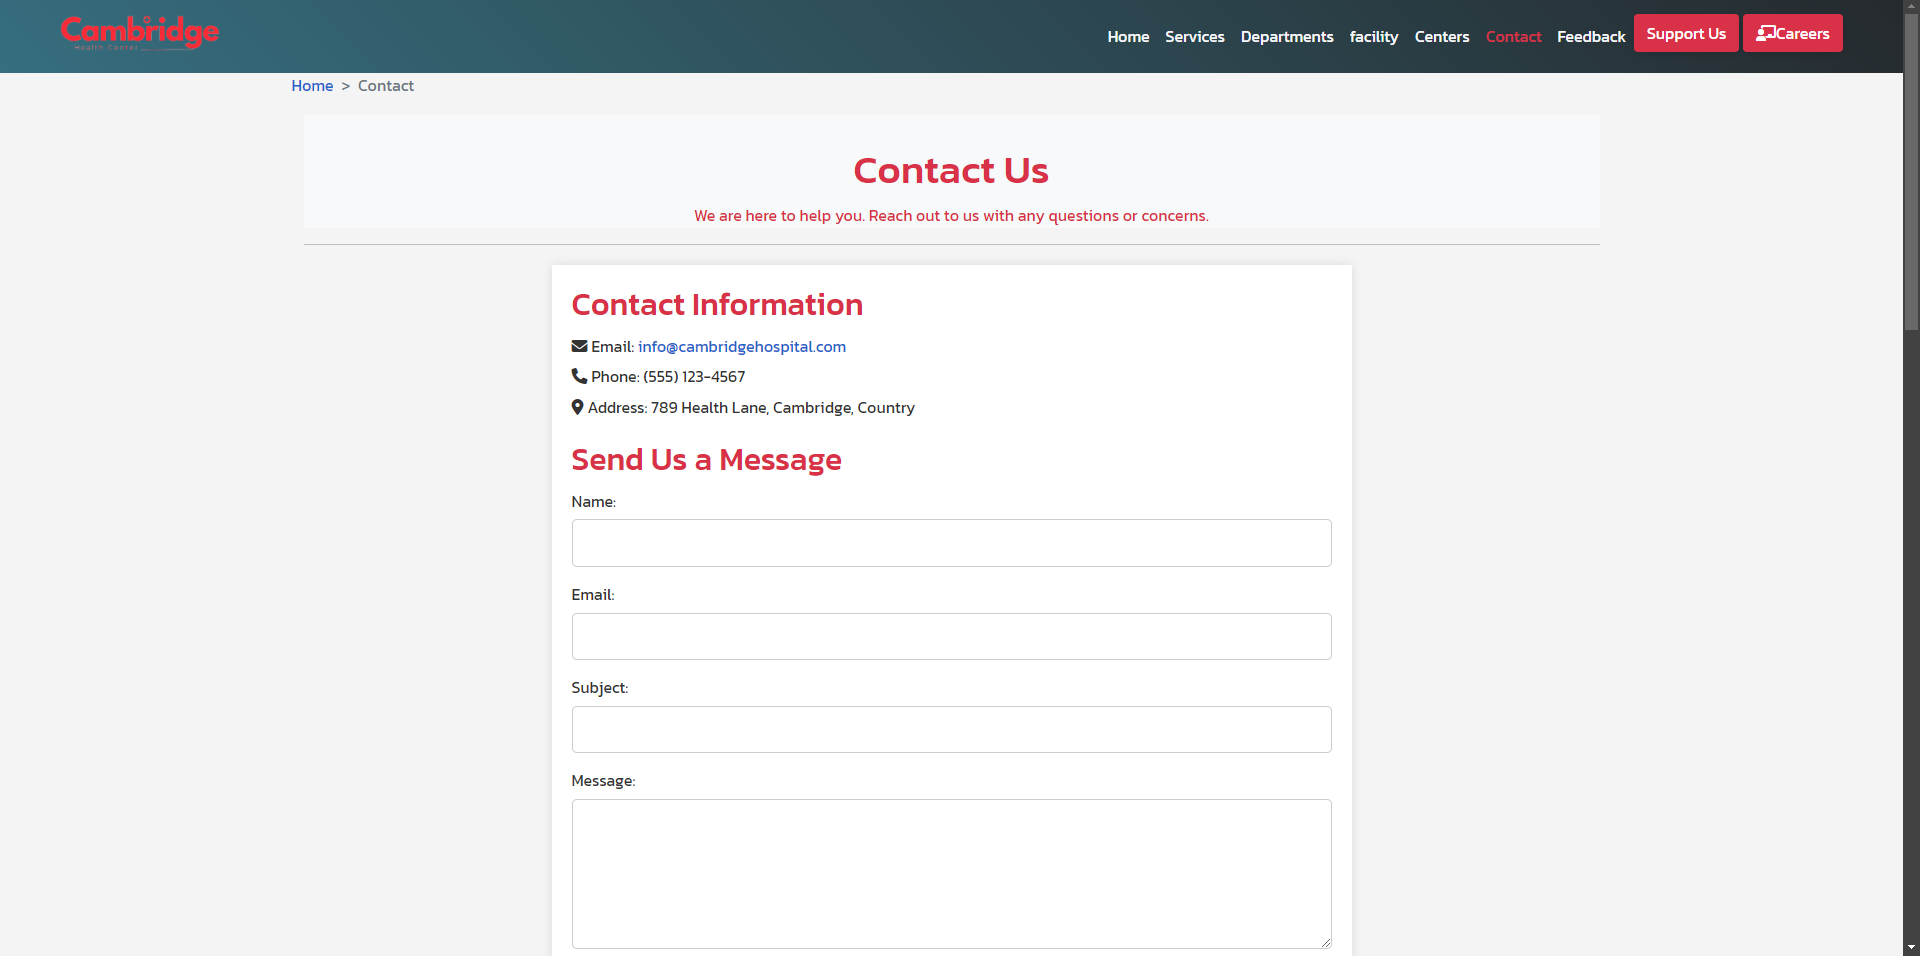 Cambridge
Health Center
Home Services Departments facility Centers Contact Feedback Support Us Careers
Home > Contact
Contact Us
We are here to help you. Reach out to us with any questions or concerns.
Contact Information
Email: info@cambridgehospital.com
Phone: (555) 123-4567
Address: 789 Health Lane, Cambridge, Country
Send Us a Message
Name:
Email:
Subject:
Message: